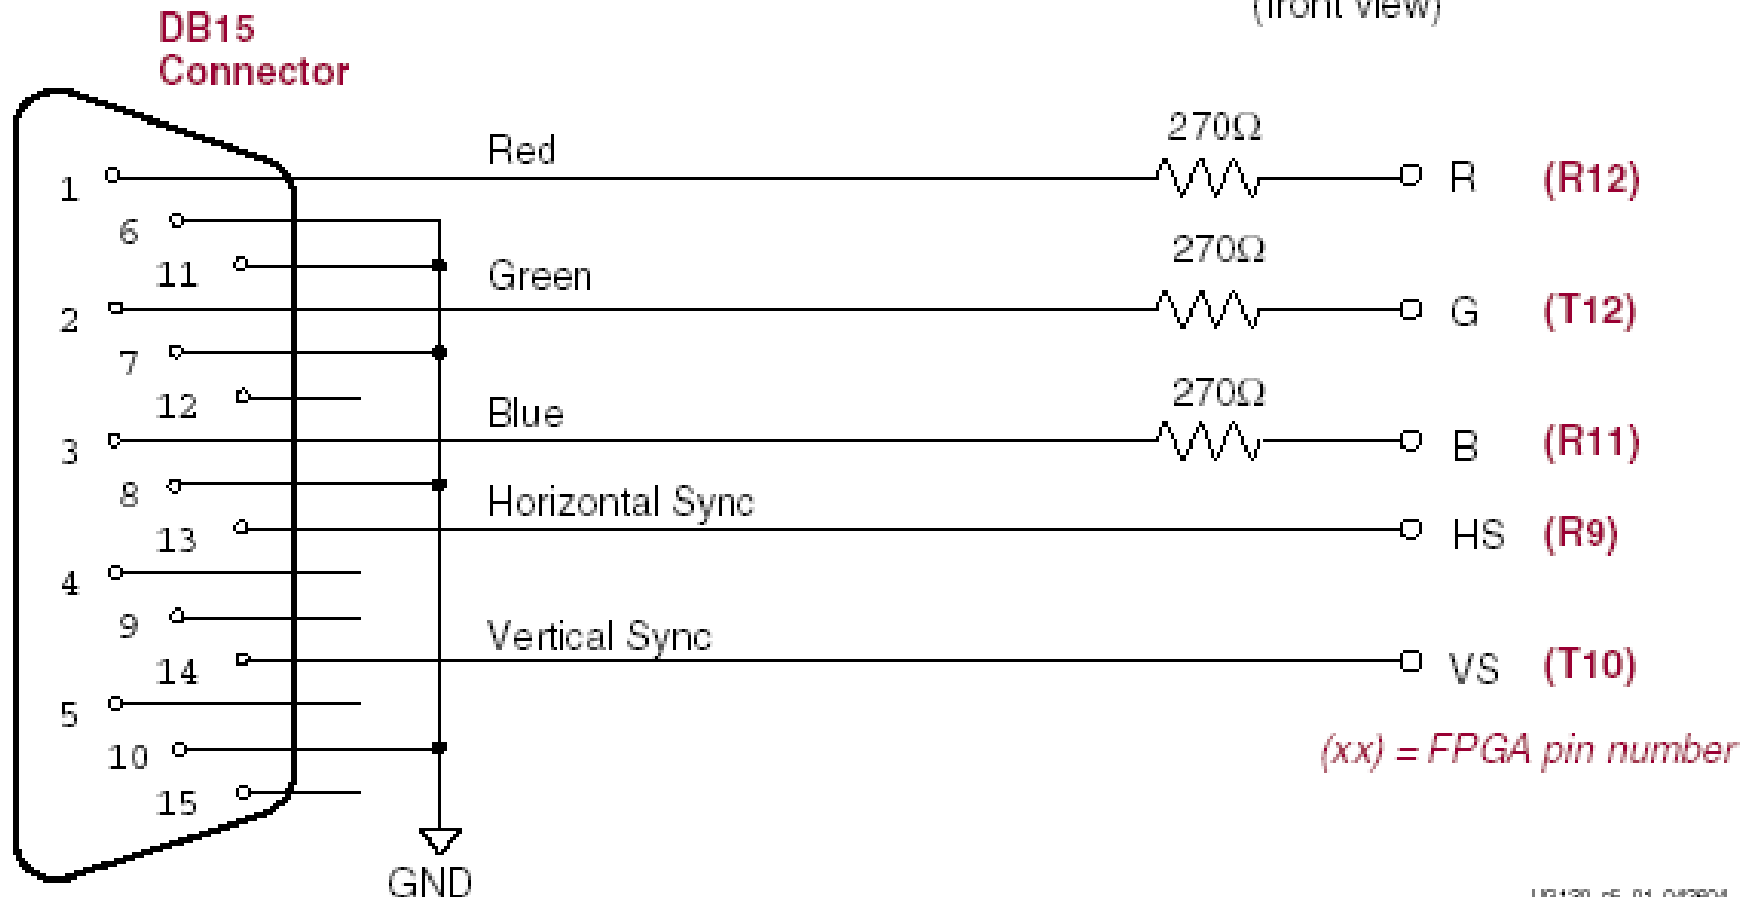 (front view)
DB15
Connector
270Ω
Red
1
R (R12)
6
270Ω
11
Green
2
G (T12)
7
270Ω
12
Blue
3
B (R11)
8
Horizontal Sync
13
HS (R9)
4
9
Vertical Sync
14
VS (T10)
5
10
(xx) = FPGA pin number
15
GND